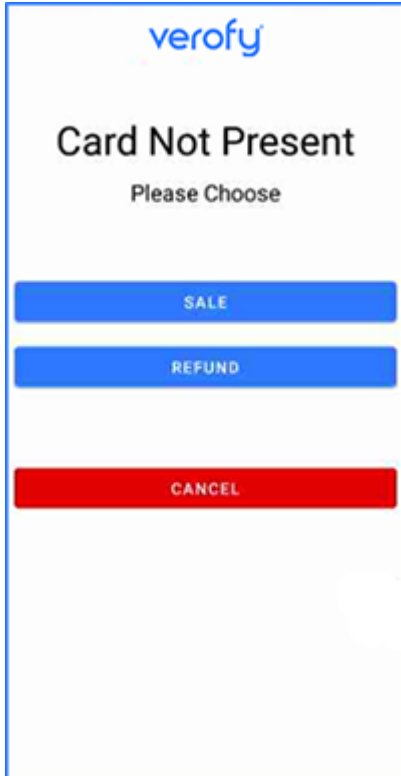 verofy
Card Not Present
Please Choose
SALE
REFUND
CANCEL